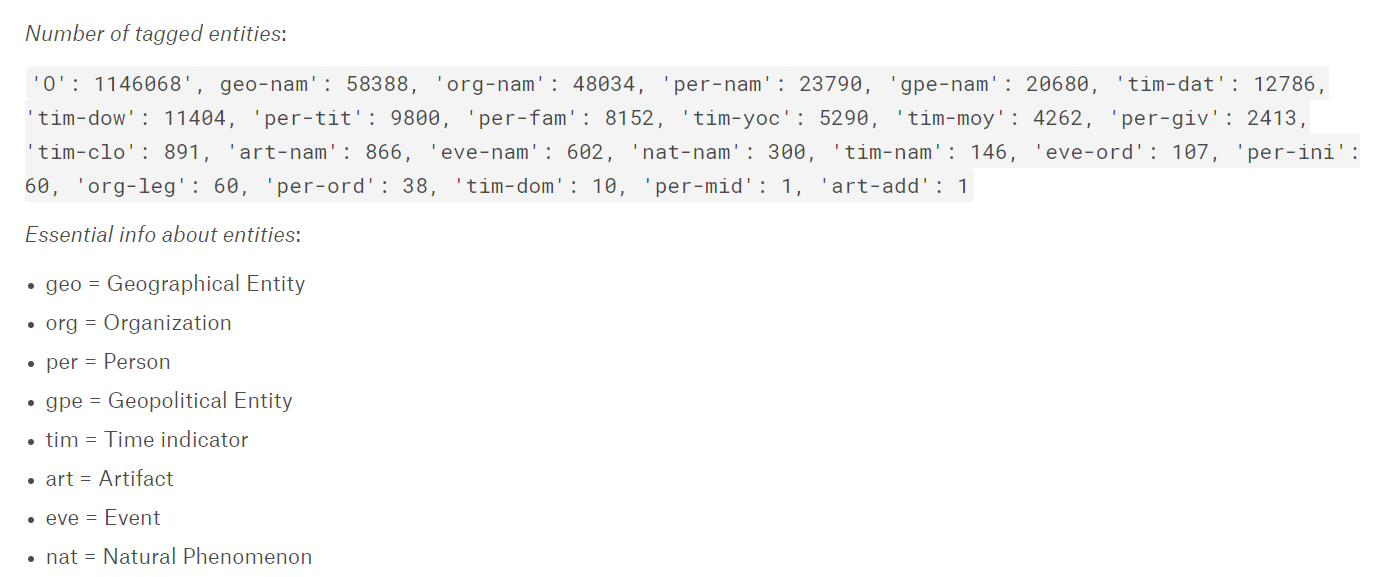 Number of tagged entities:
'O': 1146068', geo-nam': 58388, 'org-nam': 48034, 'per-nam': 23790, 'gpe-nam': 20680, 'tim-dat': 12786,
'tim-dow': 11404, 'per-tit': 9800, 'per-fam': 8152, 'tim-yoc': 5290, 'tim-moy': 4262, 'per-giv': 2413,
'tim-clo': 891, 'art-nam': 866, 'eve-nam': 602, 'nat-nam': 300, 'tim-nam': 146, 'eve-ord': 107, 'per-ini':
60, 'org-leg': 60, 'per-ord': 38, 'tim-dom': 10, 'per-mid': 1, 'art-add': 1
Essential info about entities:
• geo = Geographical Entity
• org = Organization
• per = Person
• gpe = Geopolitical Entity
• tim = Time indicator
• art = Artifact
• eve = Event
• nat = Natural Phenomenon